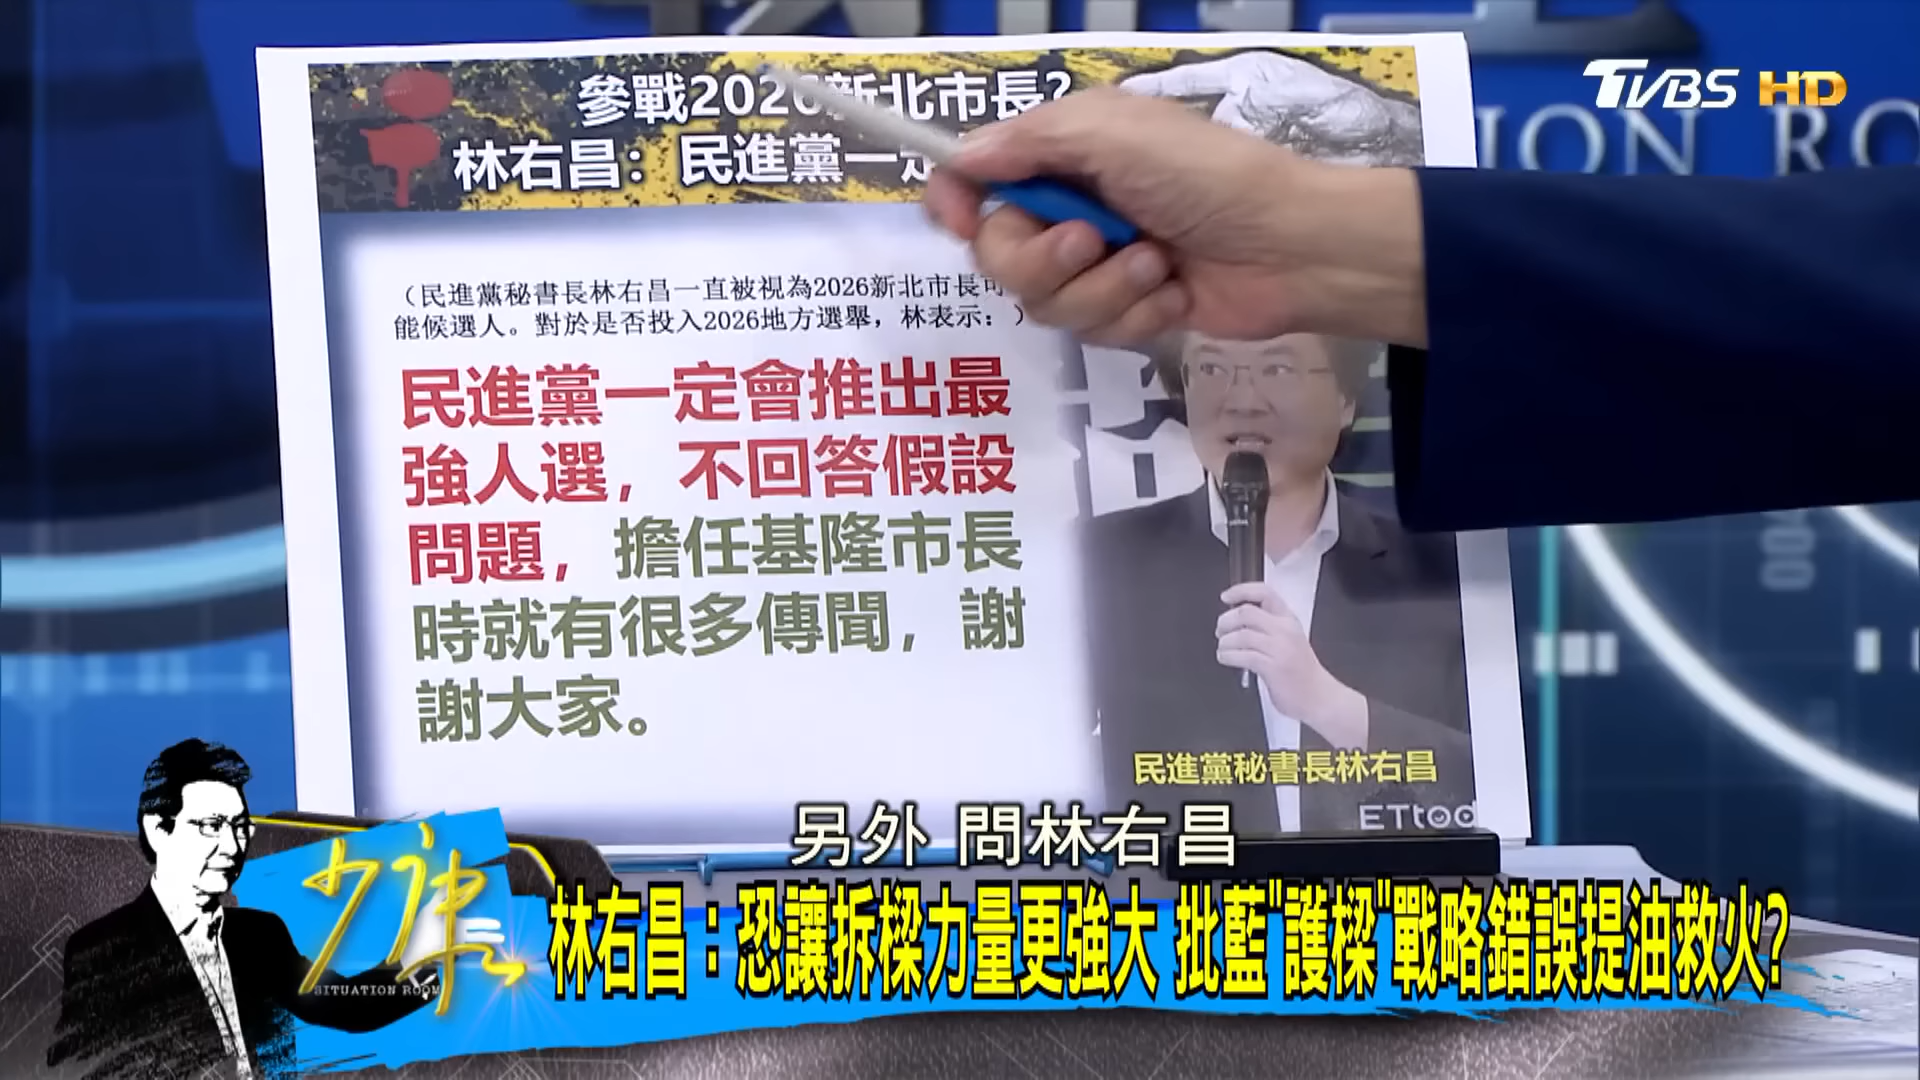 TVBS HD
ION RO
參戰2026新北市長?
林右昌：民進黨一定
（民進黨秘書長林右昌一直被視為2026新北市長可
能候選人。對於是否投入2026地方選舉，林表示：）
民進黨一定會推出最
強人選，不回答假設
問題，擔任基隆市長
時就有很多傳聞，謝
謝大家。
民進黨秘書長林右昌
ETtod
另外 問林右昌
少康
SITUATION ROOM
林右昌：恐讓拆樑力量更強大 批藍"護樑"戰略錯誤提油救火?